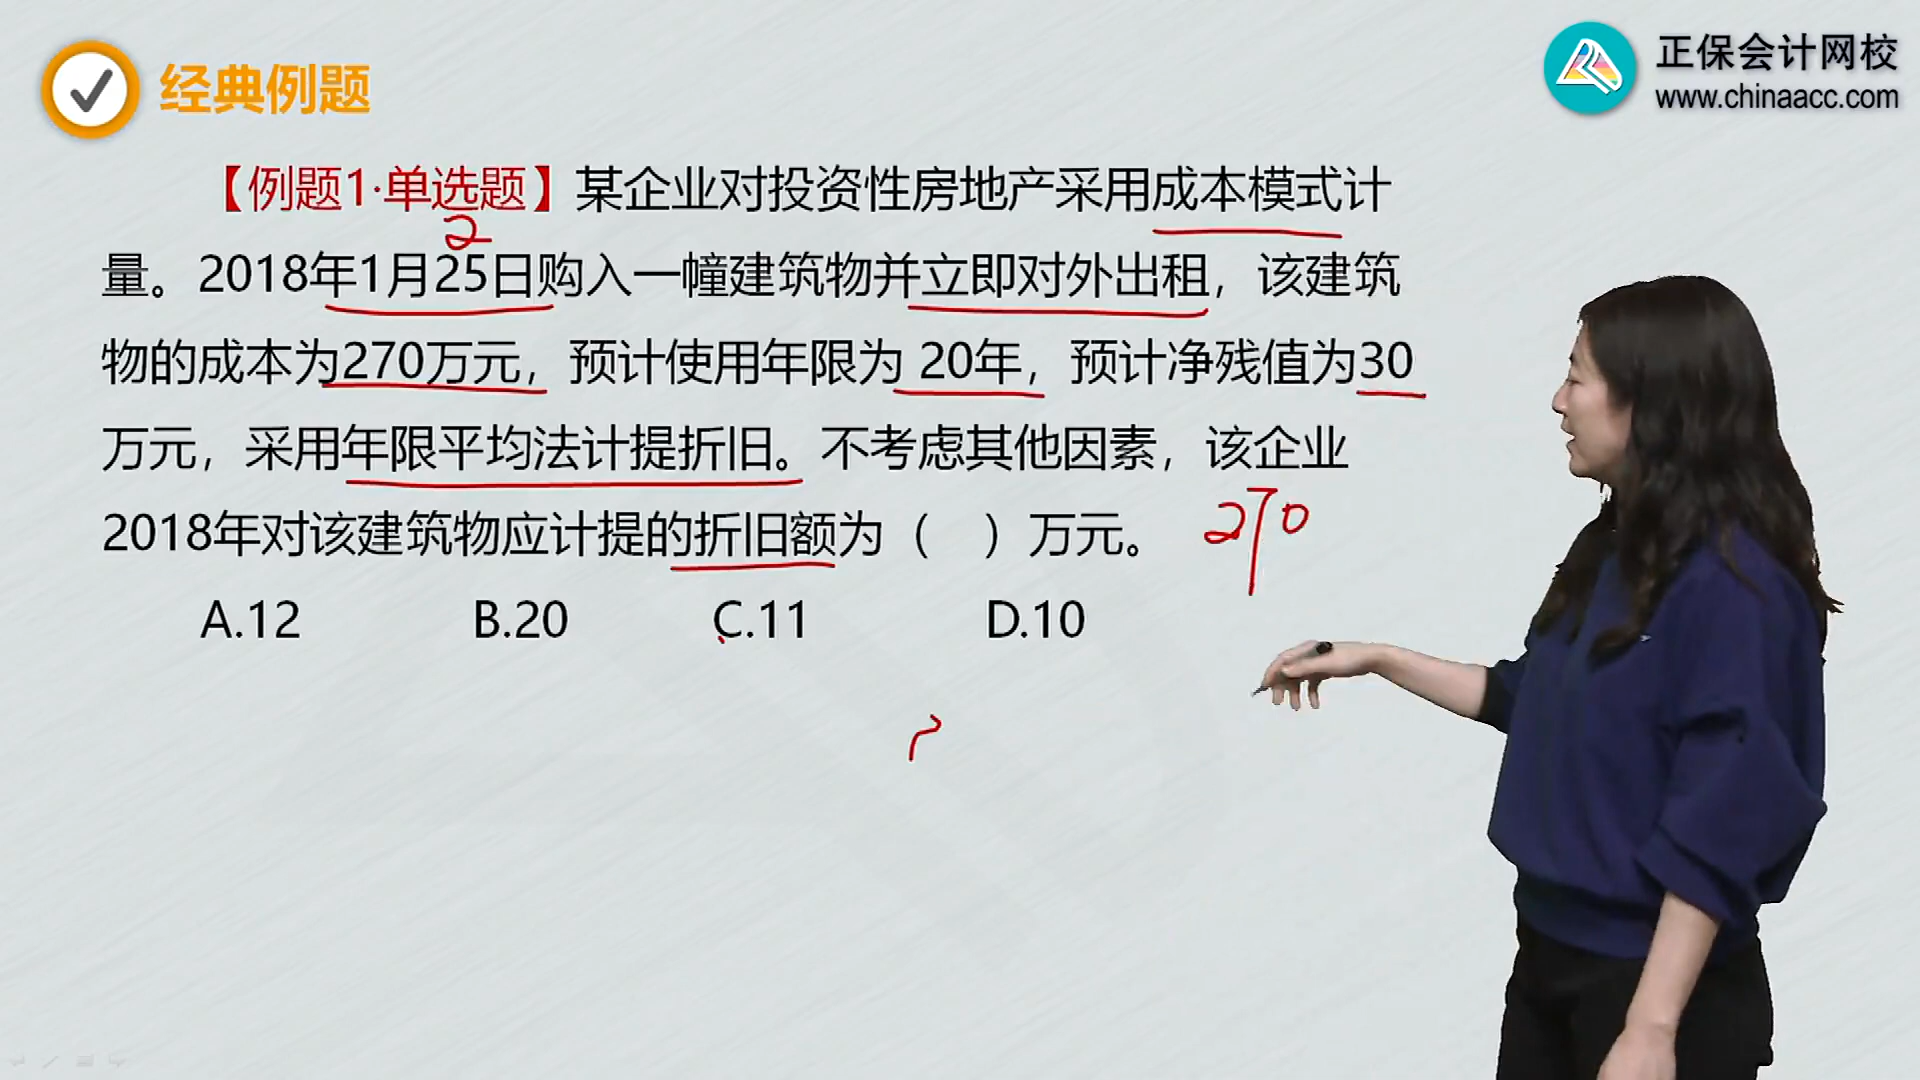 经典例题
正保会计网校
www.chinaacc.com
【例题1·单选题】某企业对投资性房地产采用成本模式计
2
量。2018年1月25日购入一幢建筑物并立即对外出租，该建筑
物的成本为270万元，预计使用年限为 20年，预计净残值为30
万元，采用年限平均法计提折旧。不考虑其他因素，该企业
2018年对该建筑物应计提的折旧额为（ ）万元。
270
A.12 B.20 C.11 D.10